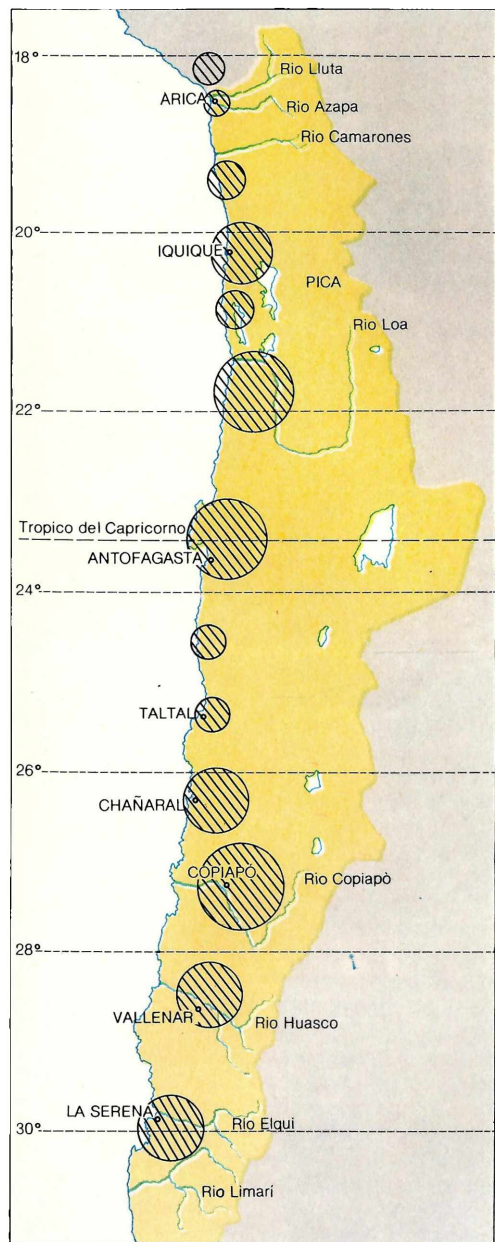 18°
Rio Lluta
ARICA
Rio Azapa
Rio Camarones
20°
IQUIQUE
PICA
Rio Loa
22°
Tropico del Capricorno
ANTOFAGASTA
24°
TALTAL
26°
CHAÑARAL
COPIAPÓ
Rio Copiapò
28°
VALLENAR
Rio Huasco
LA SERENA
Rio Elqui
30°
Rio Limarí